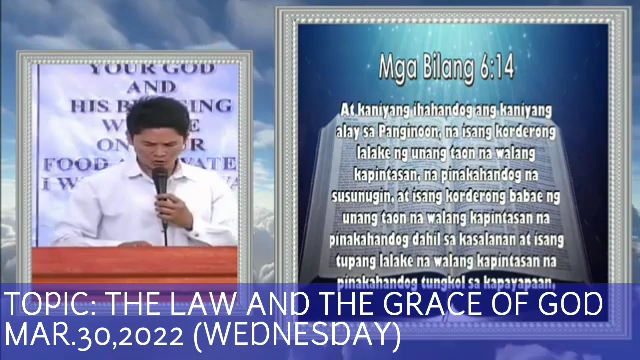 YOUR GOD
AND
HIS
ON
FOOD
Mga Bilang 6:14
At kaniyang ihahandog ang kaniyang
alay sa Panginoon, na isang korderong
lalake ng unang taon na walang
kapintasan, na pinakahandog na
susunugin, at isang korderong babae ng
unang taon na walang kapintasan na
pinakahandog dahil sa kasalanan at isang
tupang lalake na walang kapintasan na
pinakahandog tungkol sa kapayapaan,
TOPIC: THE LAW AND THE GRACE OF GOD
MAR.30,2022 (WEDNESDAY)